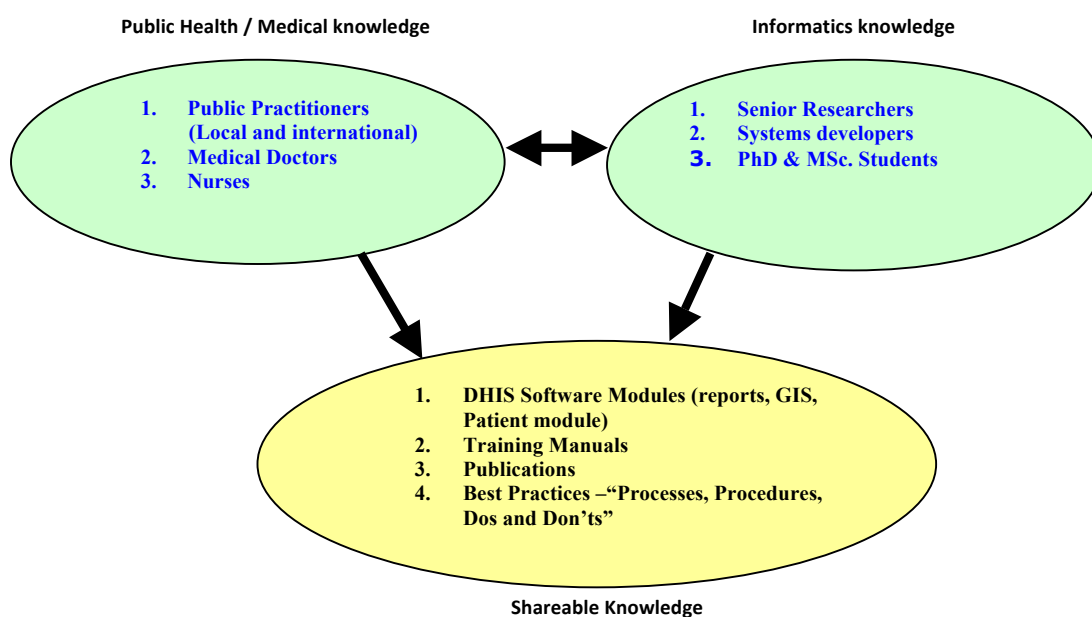 Public Health / Medical knowledge
Informatics knowledge
1. Public Practitioners
(Local and international)
2. Medical Doctors
3. Nurses
1. Senior Researchers
2. Systems developers
3. PhD & MSc. Students
1. DHIS Software Modules (reports, GIS,
Patient module)
2. Training Manuals
3. Publications
4. Best Practices –“Processes, Procedures,
Dos and Don’ts”
Shareable Knowledge